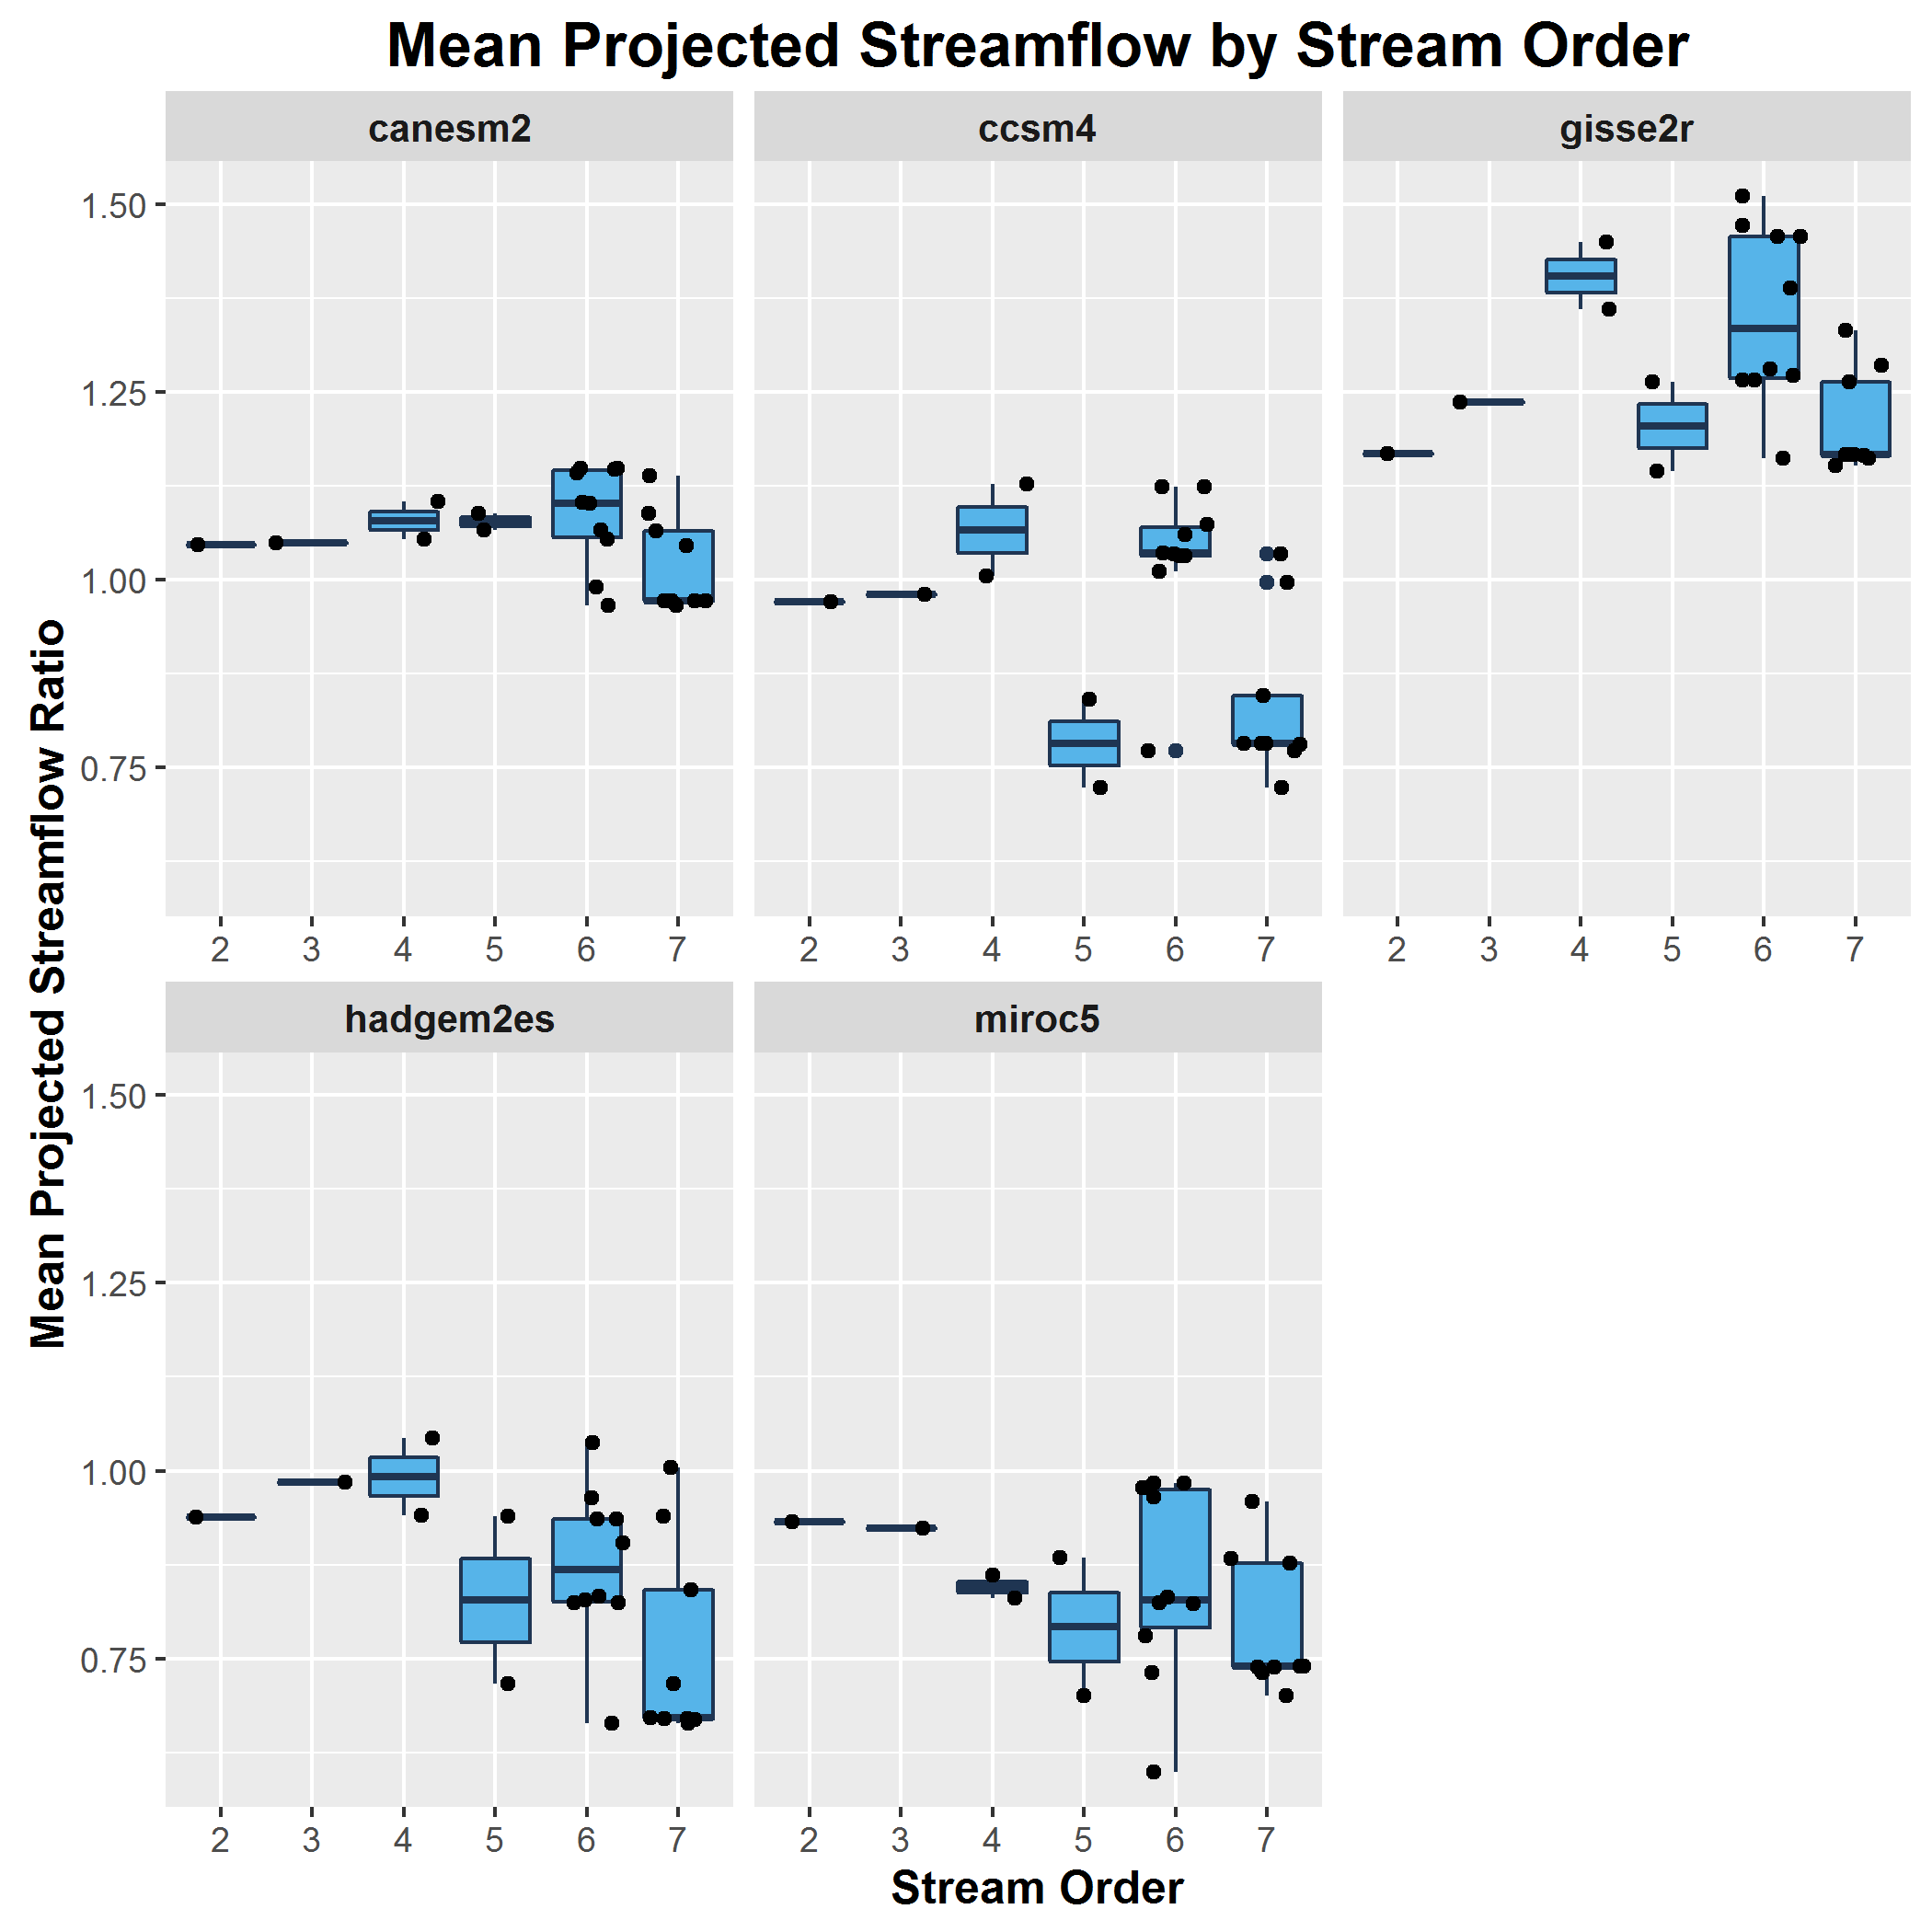 Mean Projected Streamflow by Stream Order
canesm2
ccsm4
gisse2r
1.50
1.25
1.00
0.75
2 3 4 5 6 7
2 3 4 5 6 7
2 3 4 5 6 7
Mean Projected Streamflow Ratio
hadgem2es
miroc5
1.50
1.25
1.00
0.75
2 3 4 5 6 7
2 3 4 5 6 7
Stream Order